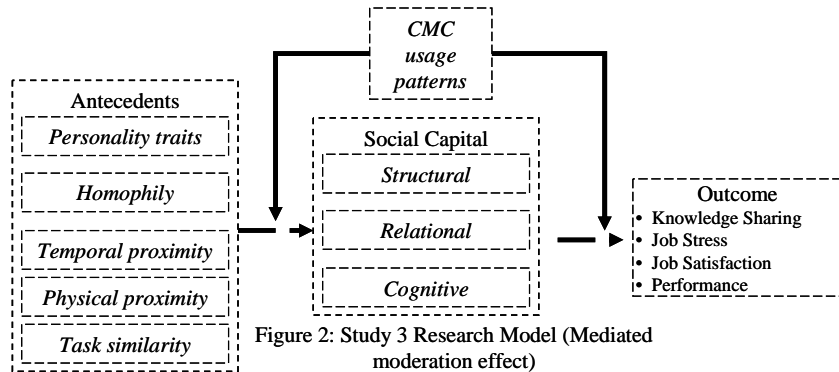 CMC
usage
patterns
Antecedents
Personality traits
Homophily
Temporal proximity
Physical proximity
Task similarity
Social Capital
Structural
Relational
Cognitive
Outcome
• Knowledge Sharing
• Job Stress
• Job Satisfaction
• Performance
Figure 2: Study 3 Research Model (Mediated
moderation effect)